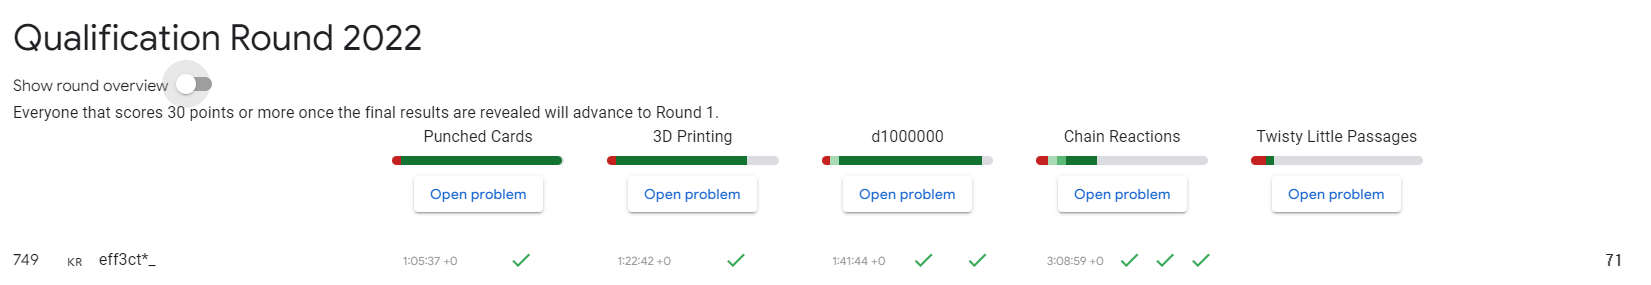 Qualification Round 2022
Show round overview
Everyone that scores 30 points or more once the final results are revealed will advance to Round 1.
Punched Cards 3D Printing d1000000 Chain Reactions Twisty Little Passages
Open problem Open problem Open problem Open problem Open problem
749 KR eff3ct*_ 1:05:37 +0 1:22:42 +0 1:41:44 +0 3:08:59 +0 71